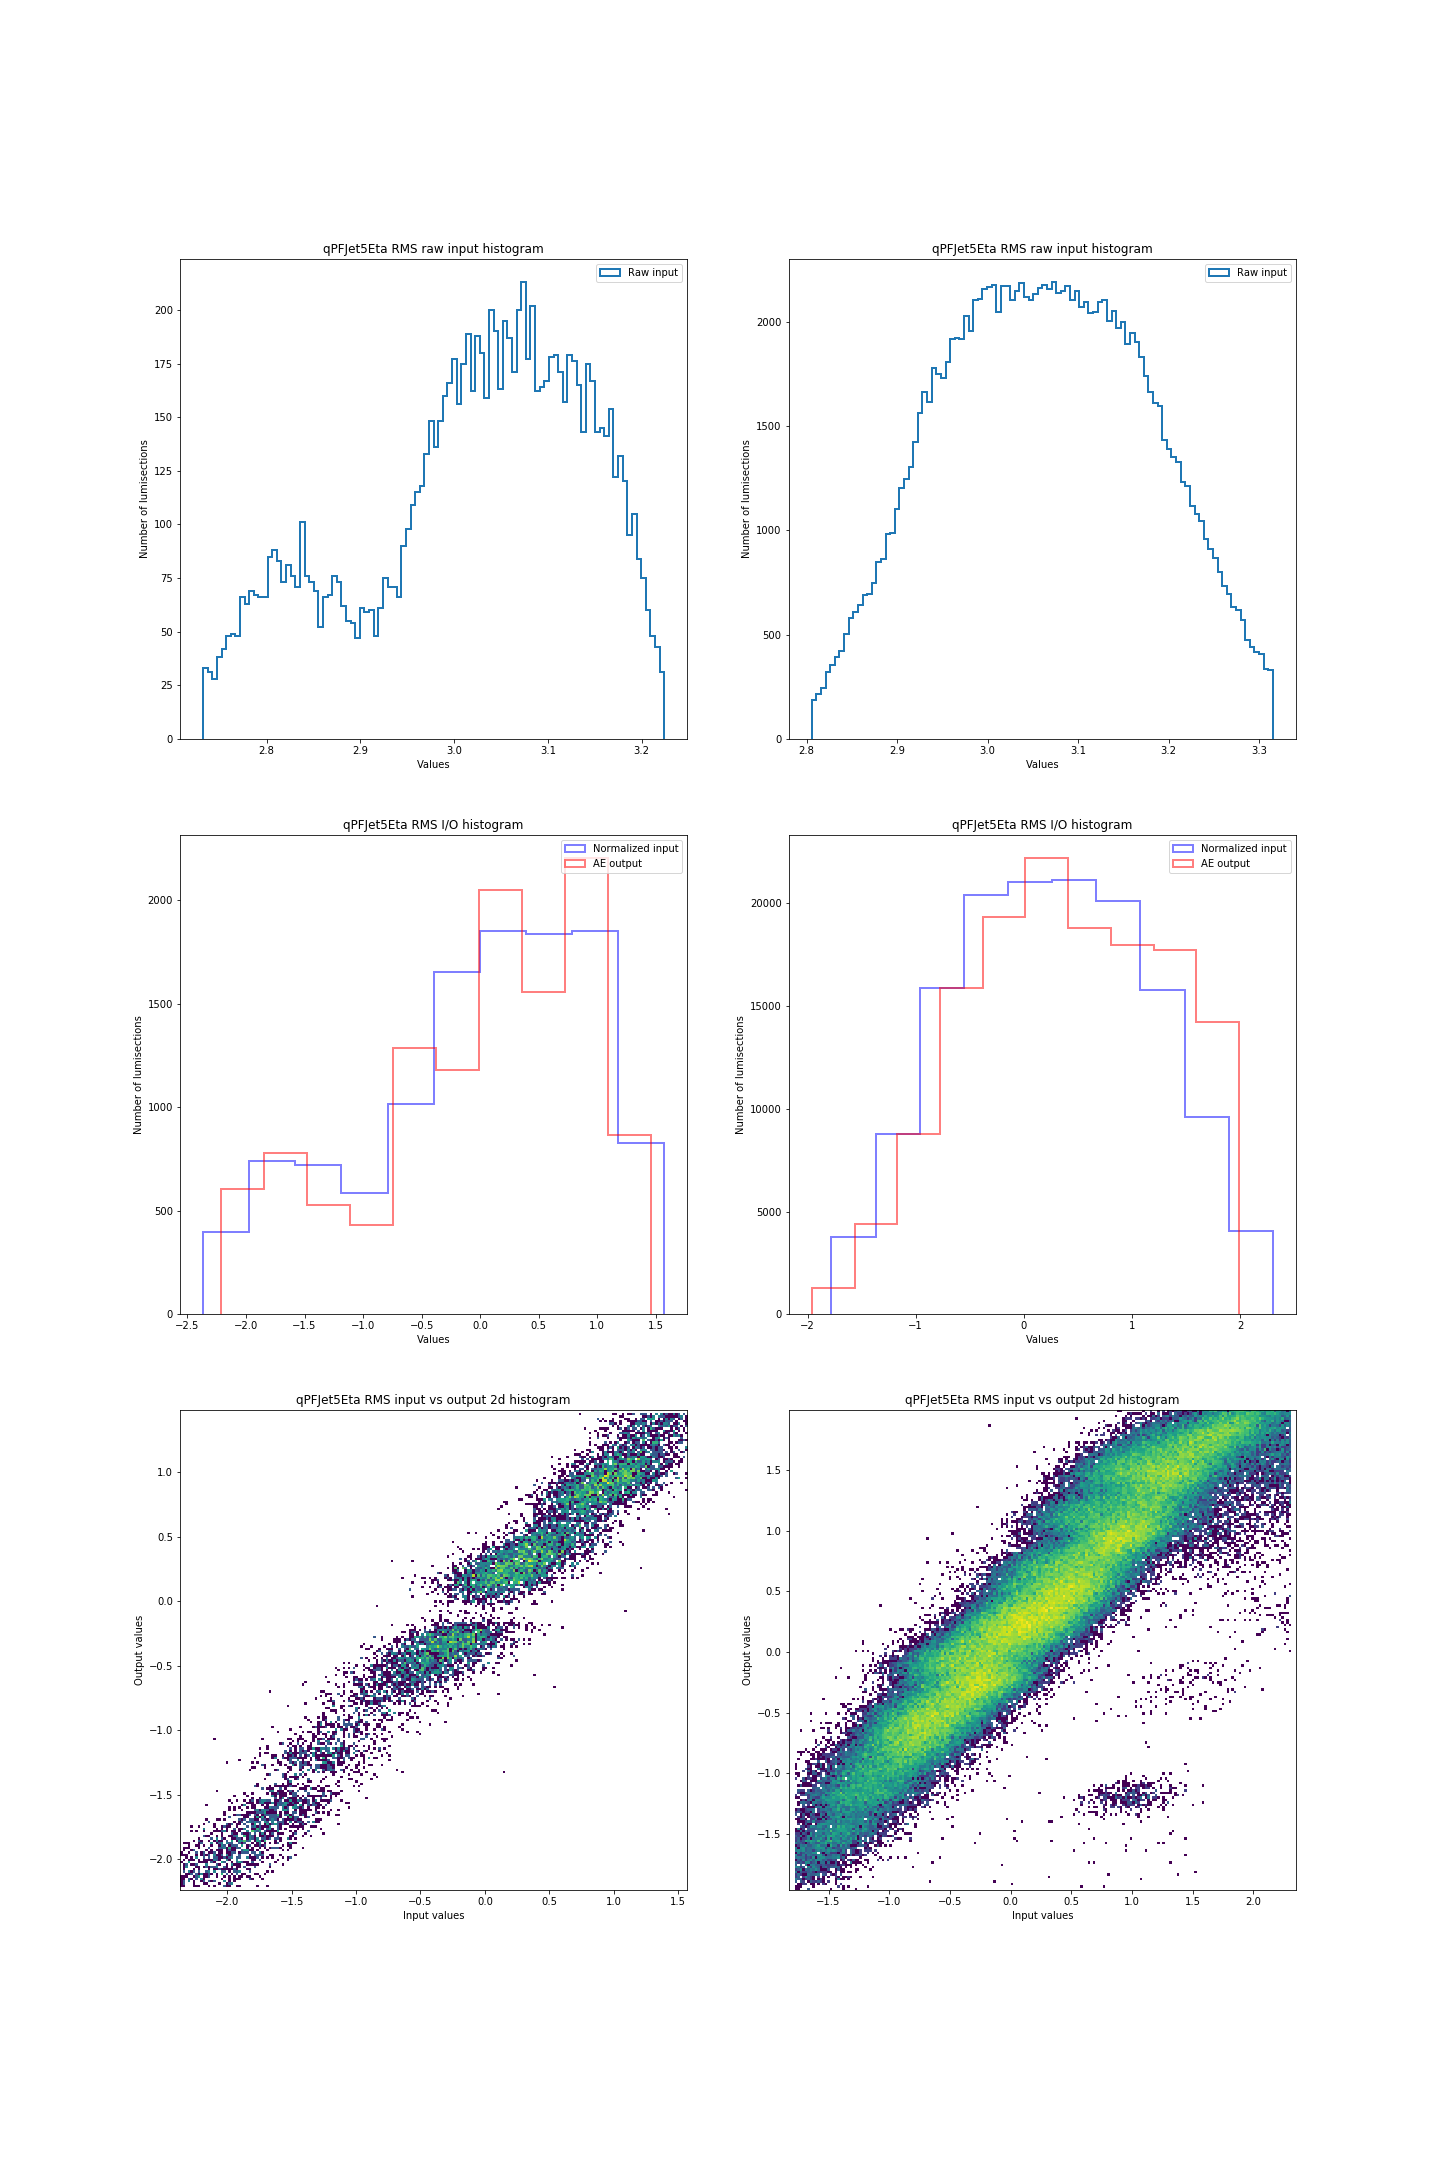 qPFJet5Eta RMS raw input histogram
Raw input
200
175
150
125
100
75
50
25
0
Number of lumisections
2.8 2.9 3.0 3.1 3.2
Values
qPFJet5Eta RMS raw input histogram
Raw input
2000
1500
1000
500
0
Number of lumisections
2.8 2.9 3.0 3.1 3.2 3.3
Values
qPFJet5Eta RMS I/O histogram
Normalized input
AE output
2000
1500
1000
500
0
Number of lumisections
−2.5 −2.0 −1.5 −1.0 −0.5 0.0 0.5 1.0 1.5
Values
qPFJet5Eta RMS I/O histogram
Normalized input
AE output
20000
15000
10000
5000
0
Number of lumisections
−2 −1 0 1 2
Values
qPFJet5Eta RMS input vs output 2d histogram
1.0
0.5
0.0
−0.5
−1.0
−1.5
−2.0
Output values
−2.0 −1.5 −1.0 −0.5 0.0 0.5 1.0 1.5
Input values
qPFJet5Eta RMS input vs output 2d histogram
1.5
1.0
0.5
0.0
−0.5
−1.0
−1.5
Output values
−1.5 −1.0 −0.5 0.0 0.5 1.0 1.5 2.0
Input values